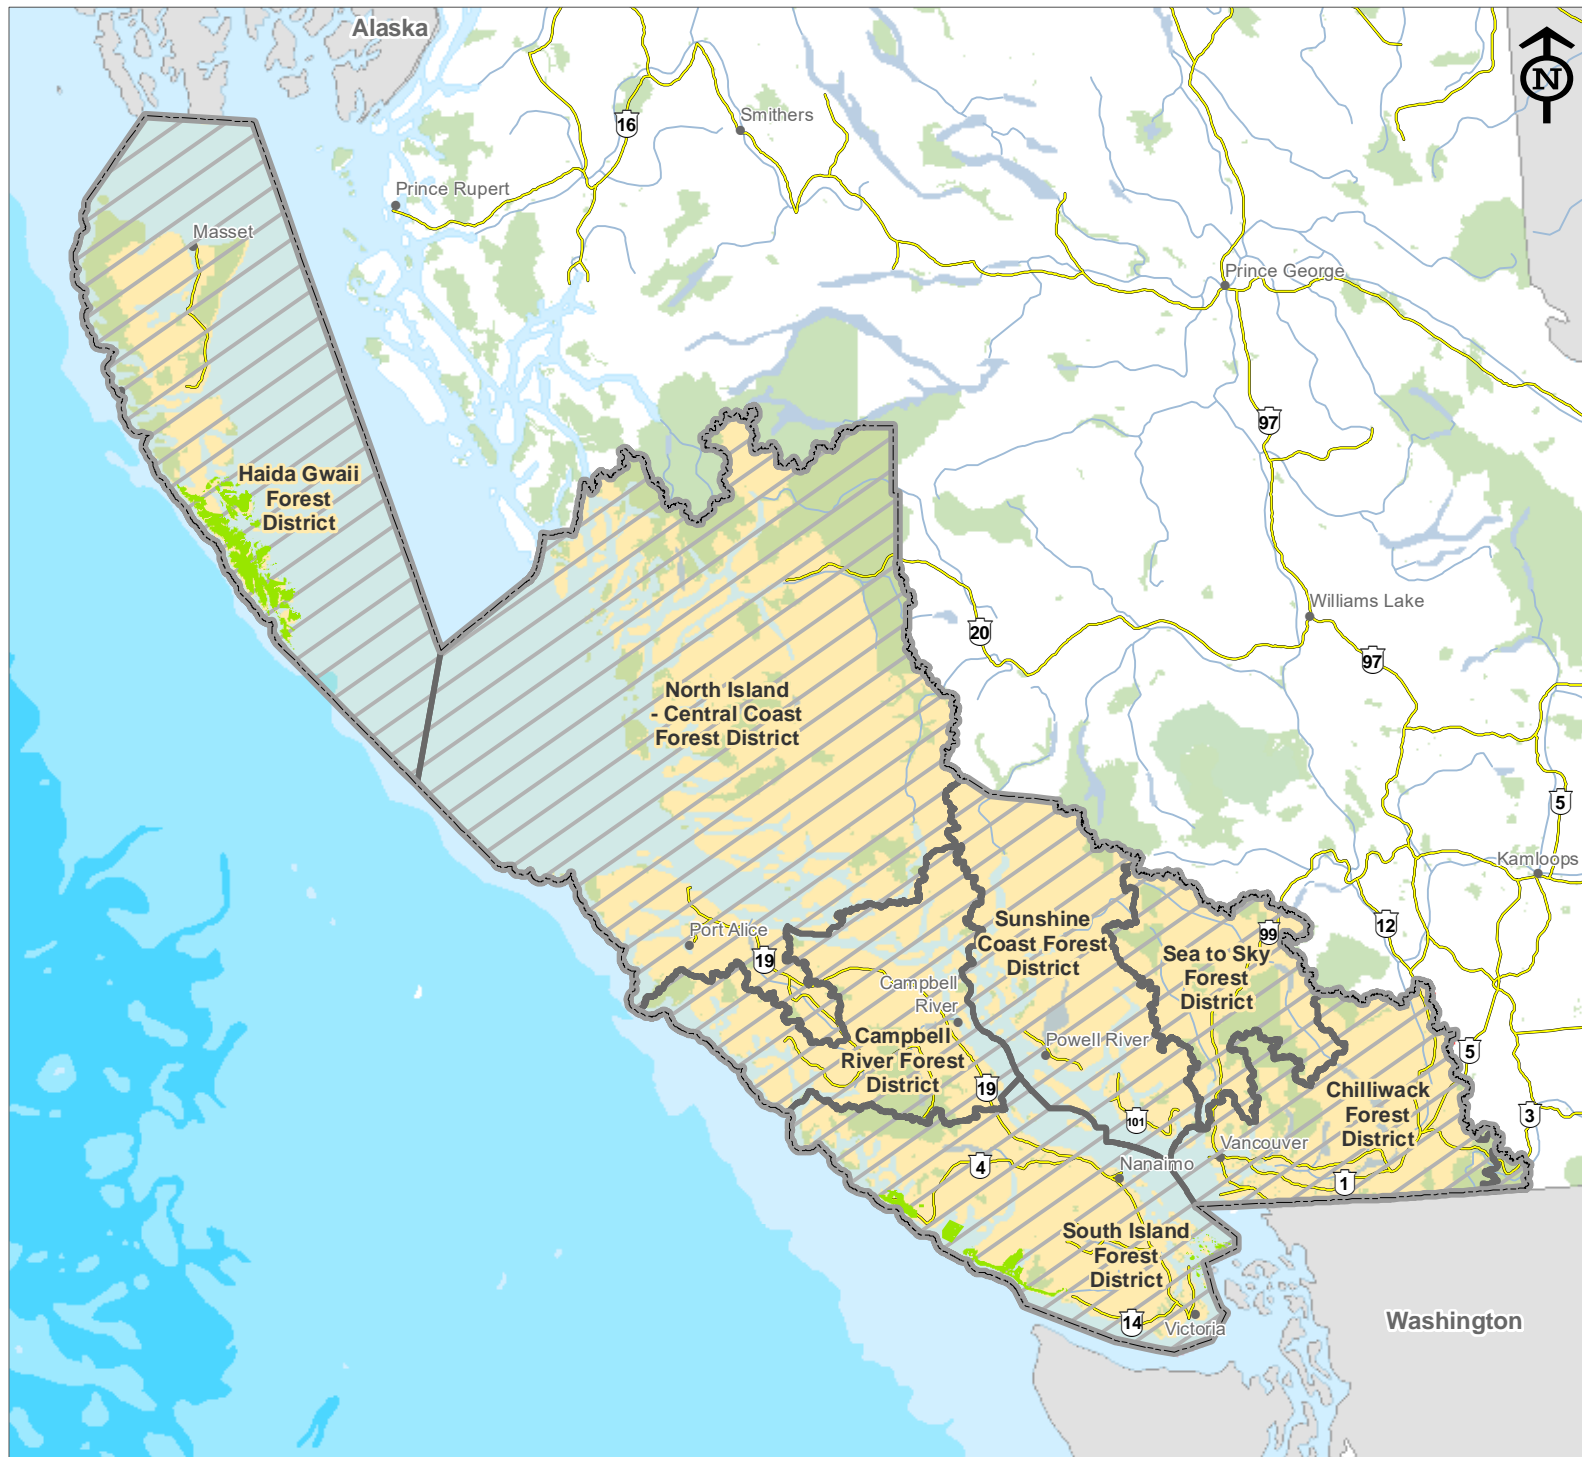 Alaska
N
16
Smithers
Prince Rupert
Masset
Prince George
97
Haida Gwaii
Forest
District
Williams Lake
20
97
North Island
- Central Coast
Forest District
5
Kamloops
Sunshine
Coast Forest
District
12
99
Port Alice
19
Sea to Sky
Forest
District
Campbell
River
Powell River
Campbell
River Forest
District
5
19
Chilliwack
Forest
District
3
101
Vancouver
Nanaimo
4
1
South Island
Forest
District
14
Victoria
Washington